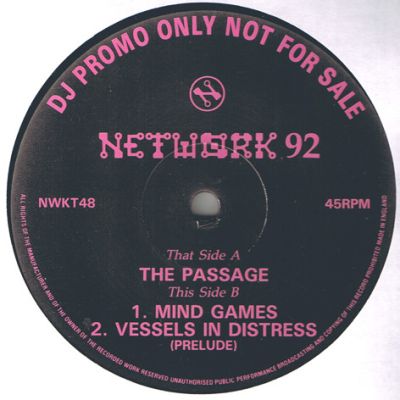 DJ PROMO ONLY NOT FOR SALE
NETWORK 92
NWKT48
45RPM
That Side A
THE PASSAGE
This Side B
1. MIND GAMES
2. VESSELS IN DISTRESS
(PRELUDE)
ALL RIGHTS OF THE MANUFACTURER AND OF THE OWNER OF THE RECORDED WORK RESERVED UNAUTHORISED PUBLIC PERFORMANCE BROADCASTING AND COPYING OF THIS RECORD PROHIBITED MADE IN ENGLAND